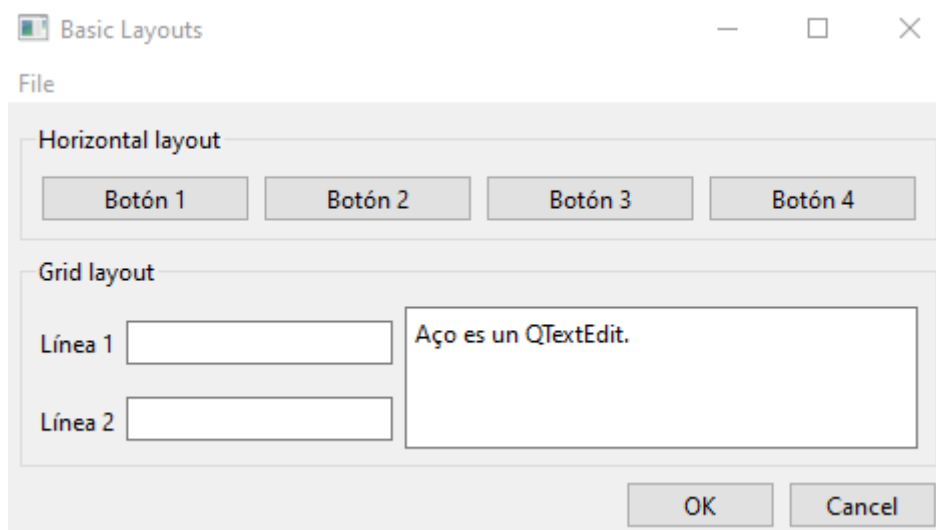 Basic Layouts
File
Horizontal layout
Botón 1 Botón 2 Botón 3 Botón 4
Grid layout
Línea 1
Aço es un QTextEdit.
Línea 2
OK Cancel